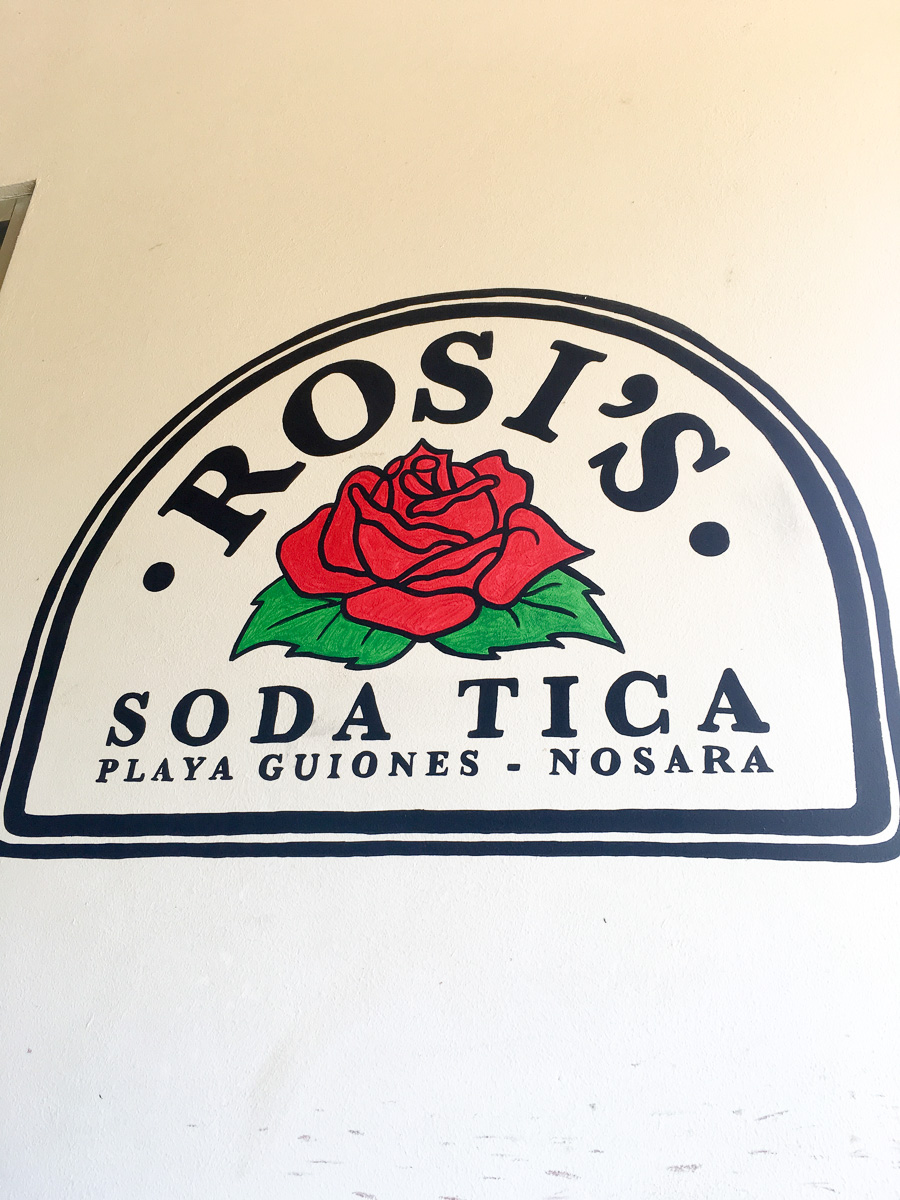 ROSI'S
SODA TICA
PLAYA GUIONES - NOSARA